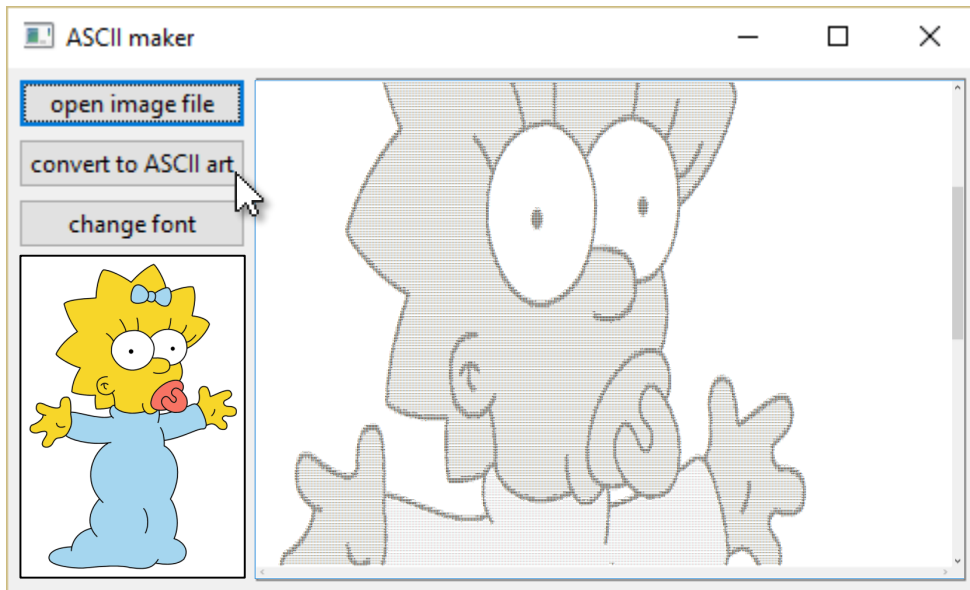 ASCII maker
open image file
convert to ASCII art
change font